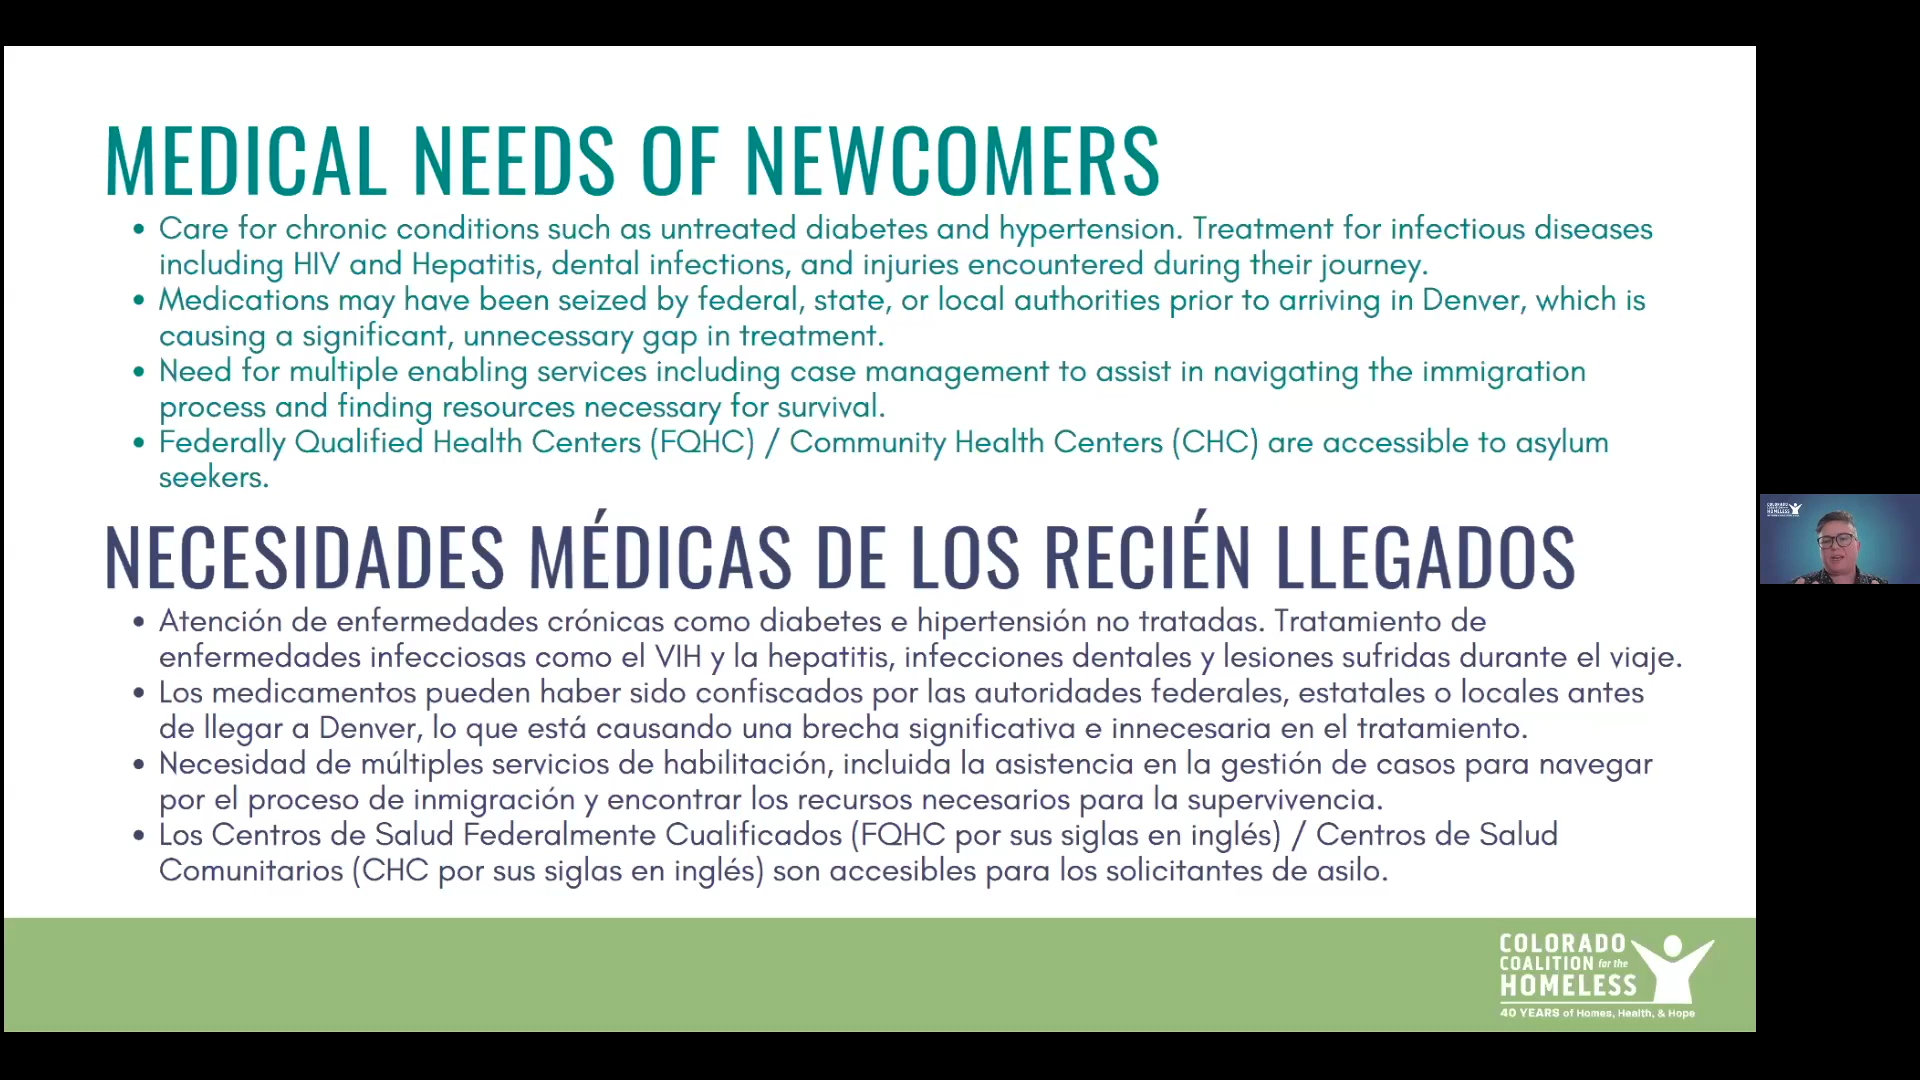 MEDICAL NEEDS OF NEWCOMERS
• Care for chronic conditions such as untreated diabetes and hypertension. Treatment for infectious diseases
including HIV and Hepatitis, dental infections, and injuries encountered during their journey.
• Medications may have been seized by federal, state, or local authorities prior to arriving in Denver, which is
causing a significant, unnecessary gap in treatment.
• Need for multiple enabling services including case management to assist in navigating the immigration
process and finding resources necessary for survival.
• Federally Qualified Health Centers (FQHC) / Community Health Centers (CHC) are accessible to asylum
seekers.
NECESIDADES MÉDICAS DE LOS RECIÉN LLEGADOS
• Atención de enfermedades crónicas como diabetes e hipertensión no tratadas. Tratamiento de
enfermedades infecciosas como el VIH y la hepatitis, infecciones dentales y lesiones sufridas durante el viaje.
• Los medicamentos pueden haber sido confiscados por las autoridades federales, estatales o locales antes
de llegar a Denver, lo que está causando una brecha significativa e innecesaria en el tratamiento.
• Necesidad de múltiples servicios de habilitación, incluida la asistencia en la gestión de casos para navegar
por el proceso de inmigración y encontrar los recursos necesarios para la supervivencia.
• Los Centros de Salud Federalmente Cualificados (FQHC por sus siglas en inglés) / Centros de Salud
Comunitarios (CHC por sus siglas en inglés) son accesibles para los solicitantes de asilo.
COLORADO
COALITION for the
HOMELESS
40 YEARS of Homes, Health, & Hope
COLORADO
HOMELESS